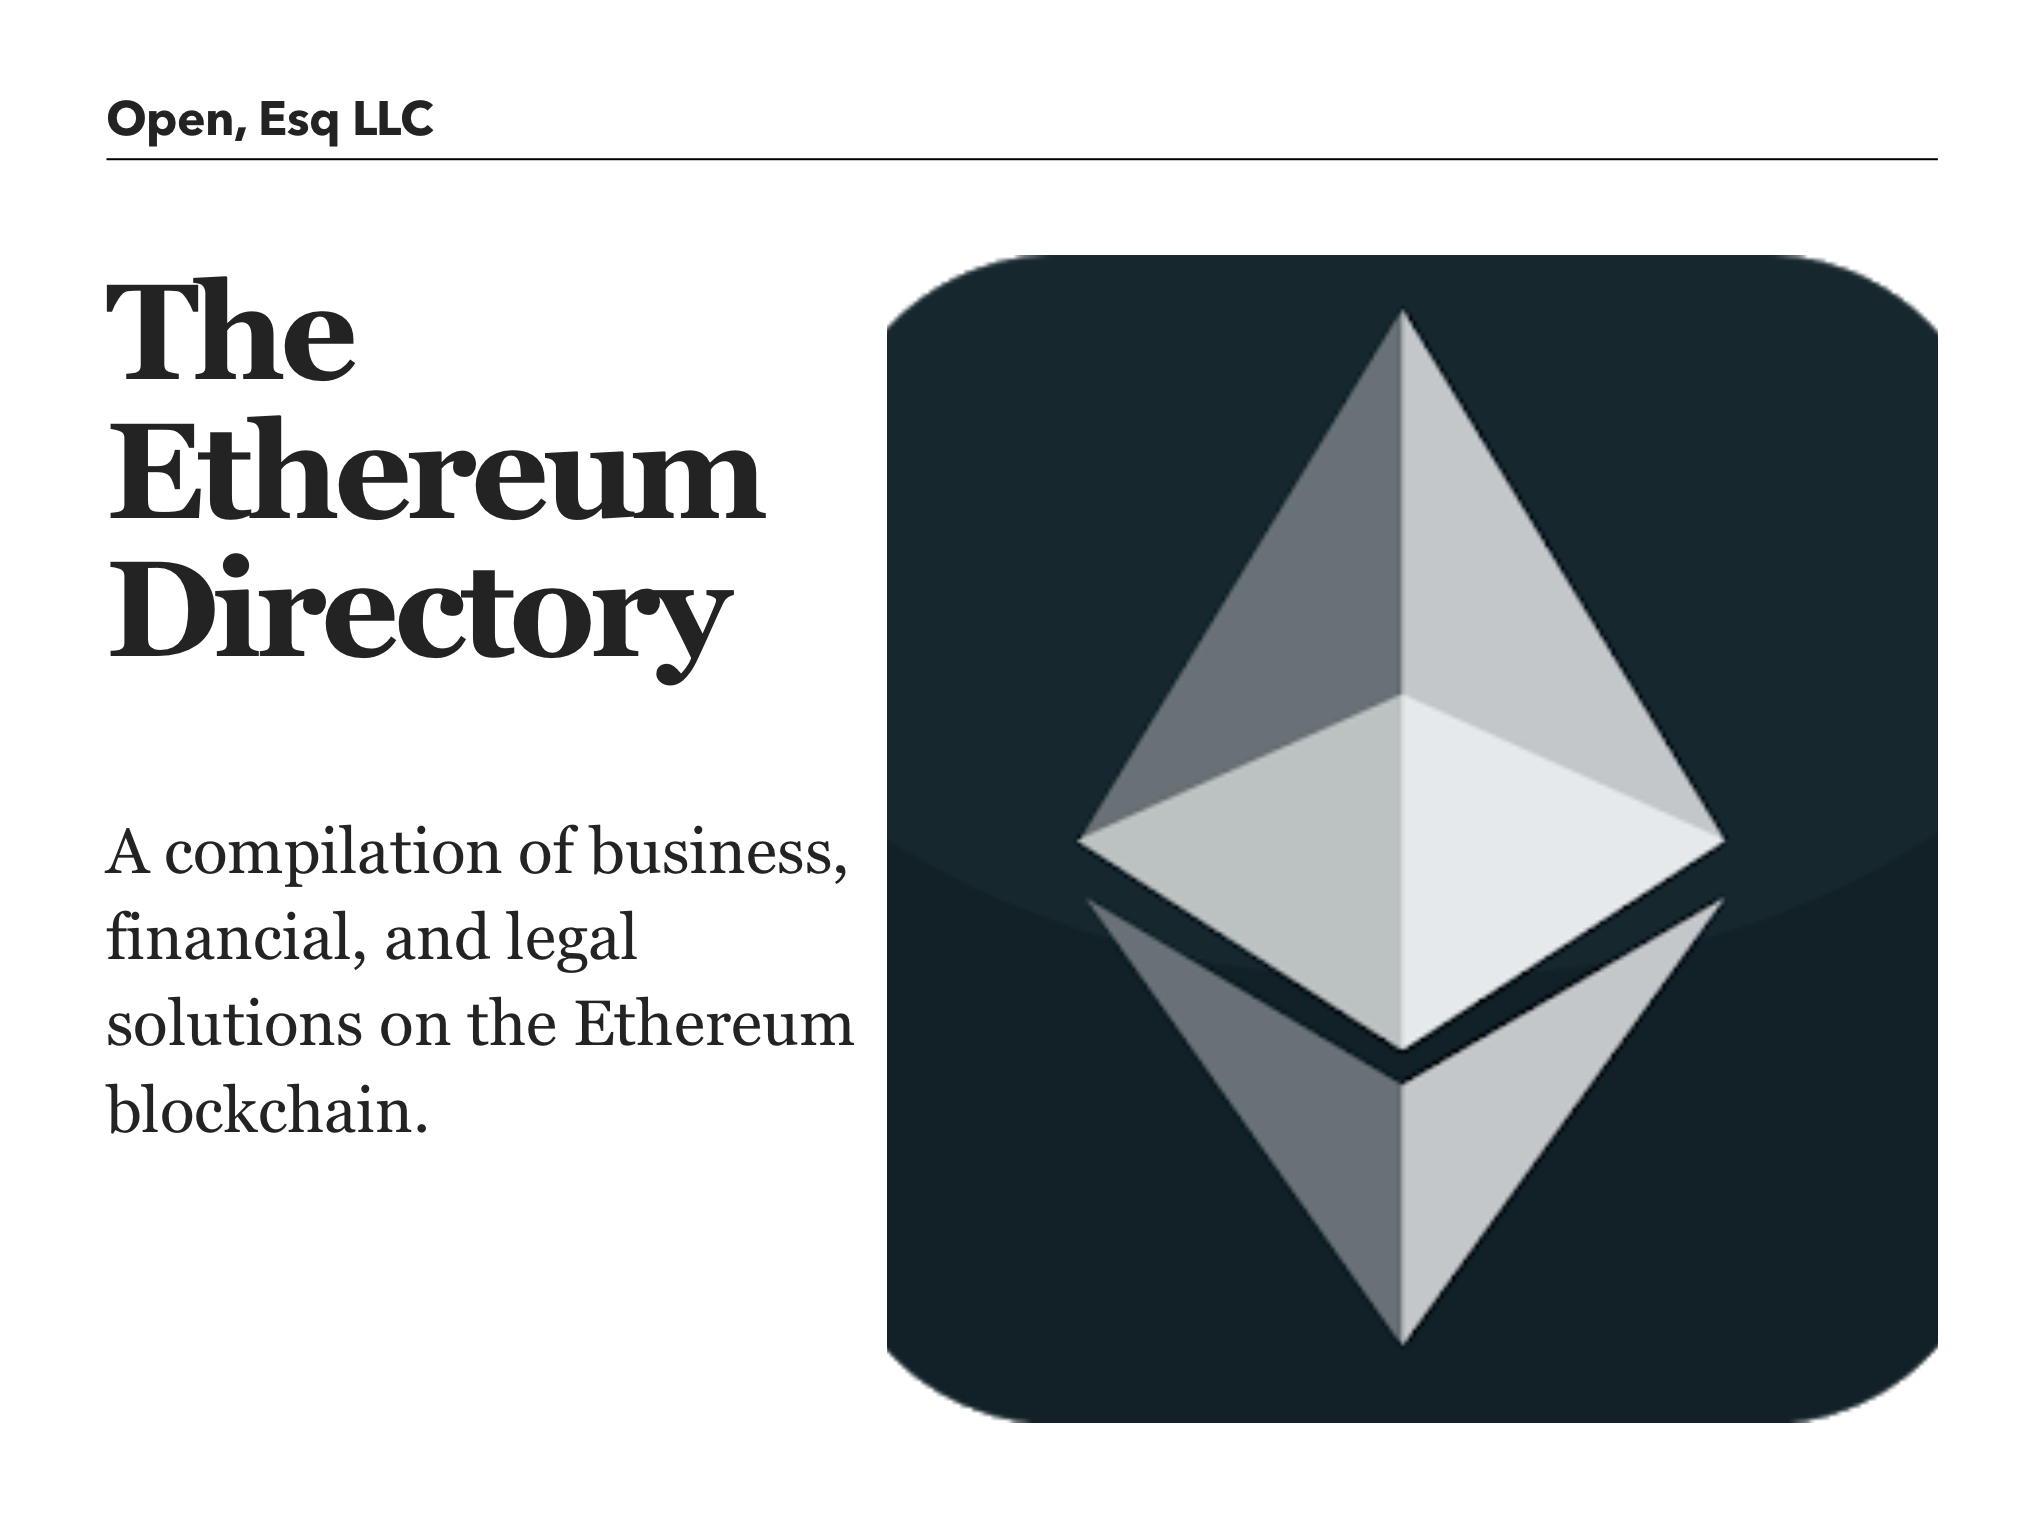 Open, Esq LLC
The
Ethereum
Directory
A compilation of business,
financial, and legal
solutions on the Ethereum
blockchain.